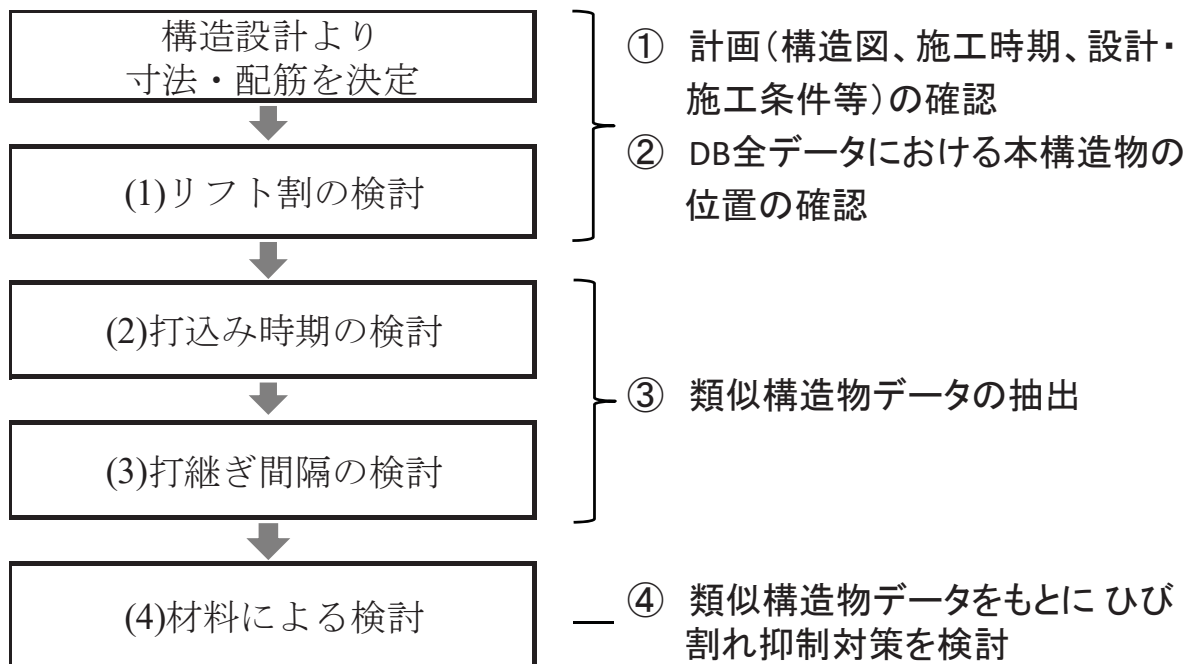 構造設計より
寸法・配筋を決定
(1)リフト割の検討
(2)打込み時期の検討
(3)打継ぎ間隔の検討
(4)材料による検討
① 計画(構造図、施工時期、設計・
施工条件等)の確認
② DB全データにおける本構造物の
位置の確認
③ 類似構造物データの抽出
④ 類似構造物データをもとに ひび
割れ抑制対策を検討